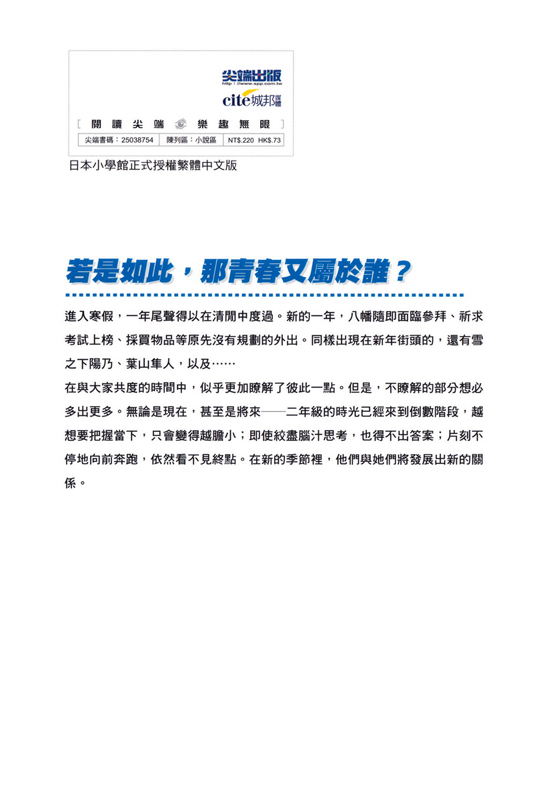 尖端出版
http://www.spp.com.tw
cite城邦
[ 閱讀尖端 樂趣無限 ]
尖端書碼：25038754 陳列區：小說區 NT$.220 HK$.73
日本小學館正式授權繁體中文版
若是如此，那青春又屬於誰？
進入寒假，一年尾聲得以在清閒中度過。新的一年，八幡隨即面臨參拜、祈求
考試上榜、採買物品等原先沒有規劃的外出。同樣出現在新年街頭的，還有雪
之下陽乃、葉山隼人，以及……
在與大家共度的時間中，似乎更加瞭解了彼此一點。但是，不瞭解的部分想必
多出更多。無論是現在，甚至是將來──二年級的時光已經來到倒數階段，越
想要把握當下，只會變得越膽小；即使絞盡腦汁思考，也得不出答案；片刻不
停地向前奔跑，依然看不見終點。在新的季節裡，他們與她們將發展出新的關
係。